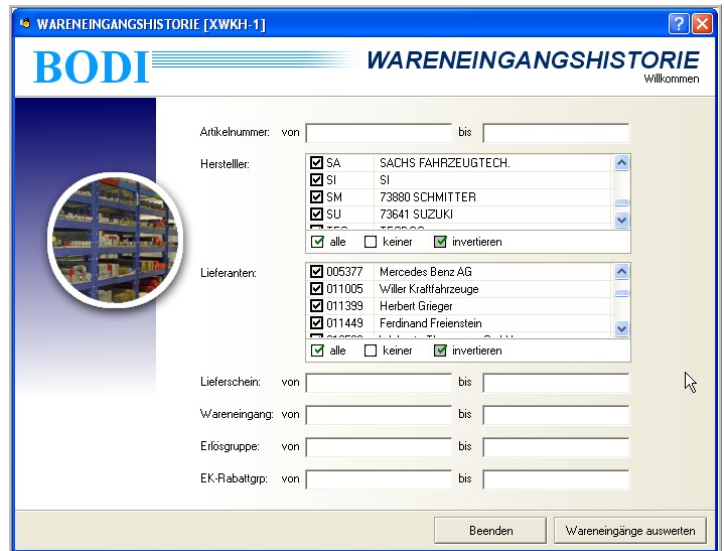 WARENEINGANGSHISTORIE [XWKH-1]
BODI
WARENEINGANGSHISTORIE
Willkommen
Artikelnummer: von bis
Herstelller:
SA SACHS FAHRZEUGTECH.
SI SI
SM 73880 SCHMITTER
SU 73641 SUZUKI
alle keiner invertieren
Lieferanten:
005377 Mercedes Benz AG
011005 Willer Kraftfahrzeuge
011399 Herbert Grieger
011449 Ferdinand Freienstein
alle keiner invertieren
Lieferschein: von bis
Wareneingang: von bis
Erlösgruppe: von bis
EK-Rabattgrp: von bis
Beenden Wareneingänge auswerten